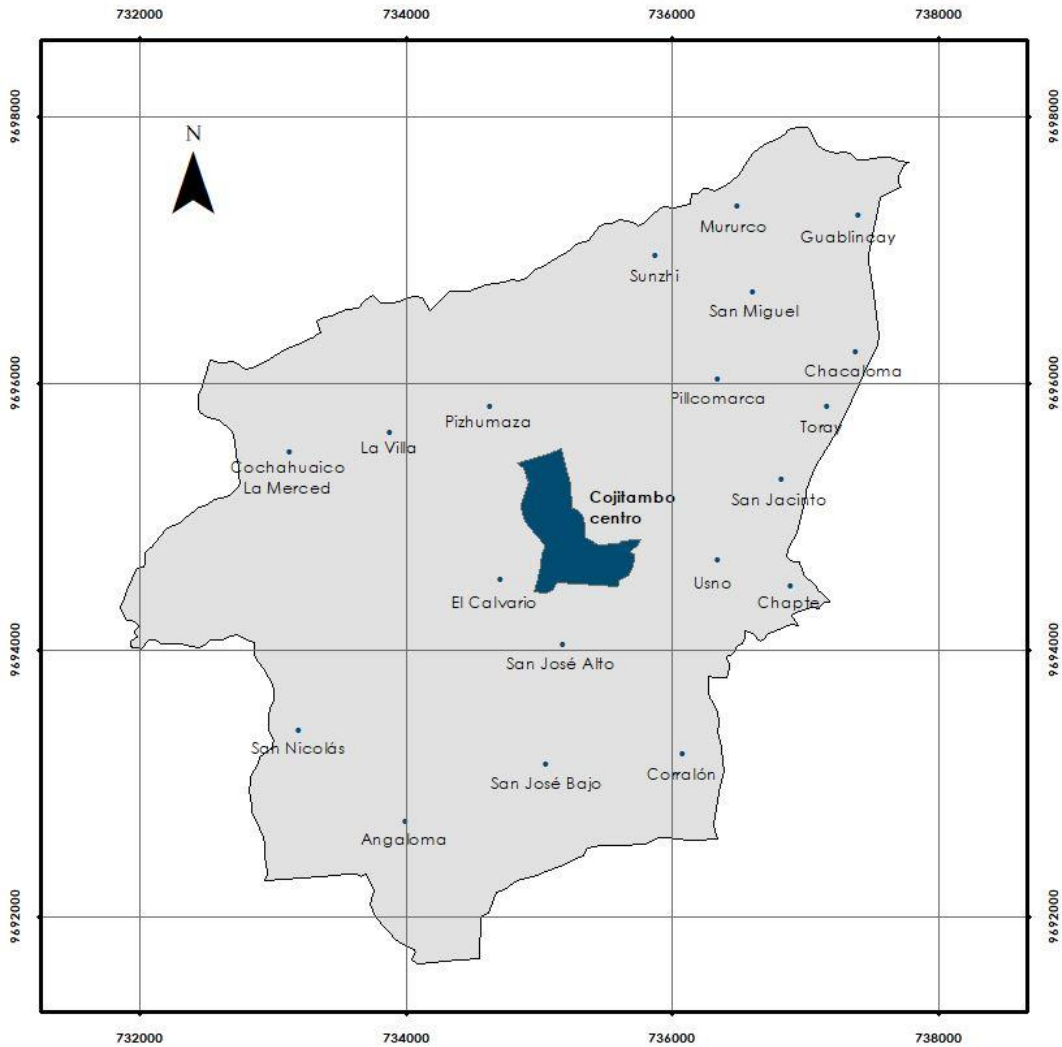 732000
734000
736000
738000
9698000
9698000
N
Mururco
Guablincay
Sunzhi
San Miguel
Chacaloma
9696000
9696000
Pillcomarca
Pizhumaza
Toray
La Villa
Cochahuaico
La Merced
San Jacinto
Cojitambo
centro
Usno
El Calvario
Chapte
9694000
9694000
San José Alto
San Nicolás
Corralón
San José Bajo
Angaloma
9692000
9692000
732000
734000
736000
738000